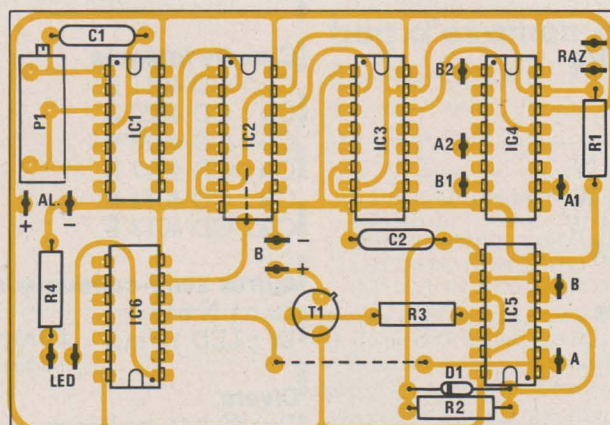 C1
P1
IC1
IC2
IC3
IC4
B2
A2
B1
RAZ
R1
A1
AL.
+ -
R4
LED
IC6
B
-
+
T1
C2
R3
IC5
B
A
D1
R2
Divers